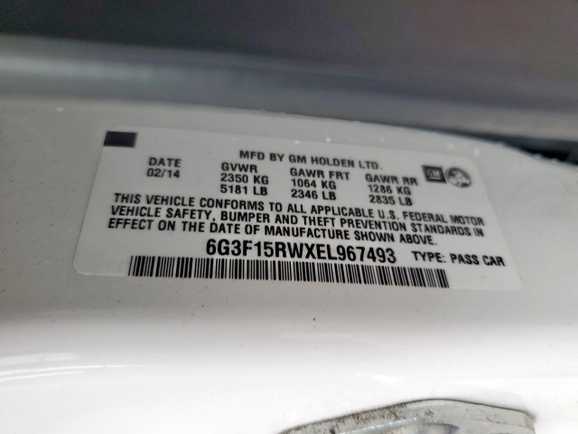 MFD BY GM HOLDEN LTD.
DATE GVWR GAWR FRT GAWR RR
02/14 2350 KG 1064 KG 1286 KG
5181 LB 2346 LB 2835 LB
GM
THIS VEHICLE CONFORMS TO ALL APPLICABLE U.S. FEDERAL MOTOR
VEHICLE SAFETY, BUMPER AND THEFT PREVENTION STANDARDS IN
EFFECT ON THE DATE OF MANUFACTURE SHOWN ABOVE.
6G3F15RWXEL967493 TYPE: PASS CAR